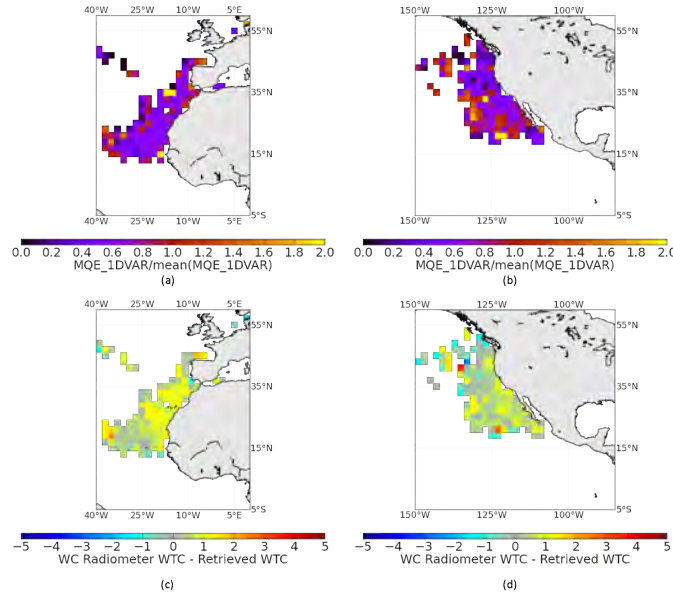 40°W 25°W 10°W 5°E
150°W 125°W 100°W
55°N
35°N
15°N
5°S
55°N
35°N
15°N
5°S
40°W 25°W 10°W 5°E
150°W 125°W 100°W
0.0 0.2 0.4 0.6 0.8 1.0 1.2 1.4 1.6 1.8 2.0
MQE_1DVAR/mean(MQE_1DVAR)
(a)
0.0 0.2 0.4 0.6 0.8 1.0 1.2 1.4 1.6 1.8 2.0
MQE_1DVAR/mean(MQE_1DVAR)
(b)
40°W 25°W 10°W 5°E
150°W 125°W 100°W
55°N
35°N
15°N
5°S
55°N
35°N
15°N
5°S
40°W 25°W 10°W 5°E
150°W 125°W 100°W
−5 −4 −3 −2 −1 0 1 2 3 4 5
WC Radiometer WTC - Retrieved WTC
(c)
−5 −4 −3 −2 −1 0 1 2 3 4 5
WC Radiometer WTC - Retrieved WTC
(d)